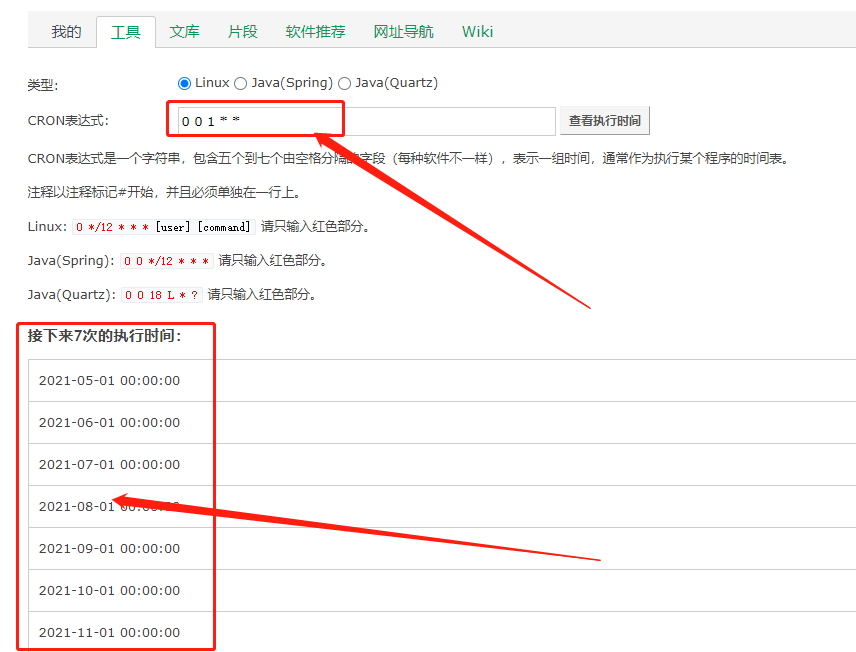 我的 工具 文库 片段 软件推荐 网址导航 Wiki
类型: Linux Java(Spring) Java(Quartz)
CRON表达式: 0 0 1 * * 查看执行时间
CRON表达式是一个字符串，包含五个到七个由空格分隔的字段（每种软件不一样），表示一组时间，通常作为执行某个程序的时间表。
注释以注释标记#开始，并且必须单独在一行上。
Linux: 0 */12 * * * [user] [command] 请只输入红色部分。
Java(Spring): 0 0 */12 * * * 请只输入红色部分。
Java(Quartz): 0 0 18 L * ? 请只输入红色部分。
接下来7次的执行时间：
2021-05-01 00:00:00
2021-06-01 00:00:00
2021-07-01 00:00:00
2021-08-01 00:00:00
2021-09-01 00:00:00
2021-10-01 00:00:00
2021-11-01 00:00:00